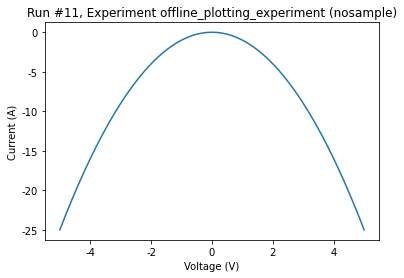 Run #11, Experiment offline_plotting_experiment (nosample)
0
-5
-10
-15
-20
-25
Current (A)
-4 -2 0 2 4
Voltage (V)